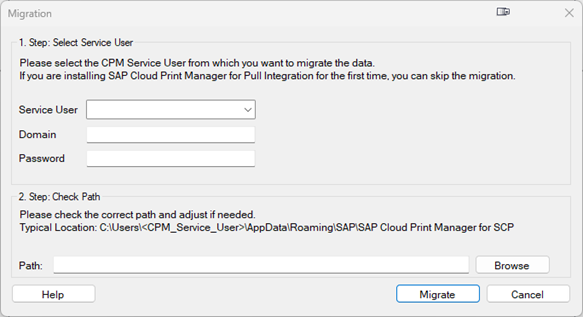 Migration
1. Step: Select Service User
Please select the CPM Service User from which you want to migrate the data.
If you are installing SAP Cloud Print Manager for Pull Integration for the first time, you can skip the migration.
Service User
Domain
Password
2. Step: Check Path
Please check the correct path and adjust if needed.
Typical Location: C:\Users\<CPM_Service_User>\AppData\Roaming\SAP\SAP Cloud Print Manager for SCP
Path:
Browse
Help
Migrate
Cancel